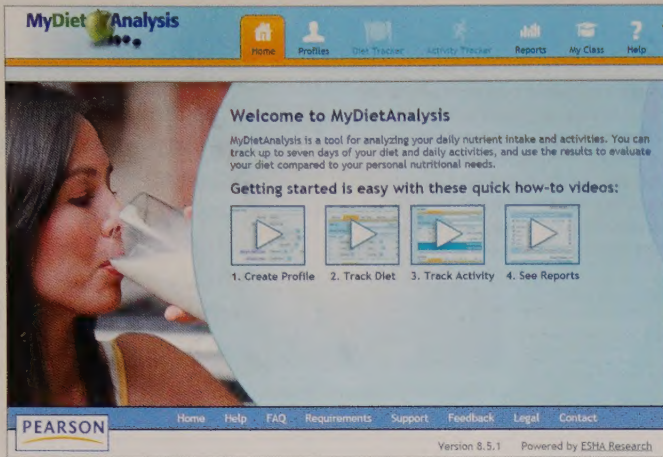 MyDiet Analysis
Home Profiles Diet Tracker Activity Tracker Reports My Class Help
Welcome to MyDietAnalysis
MyDietAnalysis is a tool for analyzing your daily nutrient intake and activities. You can
track up to seven days of your diet and daily activities, and use the results to evaluate
your diet compared to your personal nutritional needs.
Getting started is easy with these quick how-to videos:
1. Create Profile 2. Track Diet 3. Track Activity 4. See Reports
PEARSON
Home Help FAQ Requirements Support Feedback Legal Contact
Version 8.5.1 Powered by ESHA Research